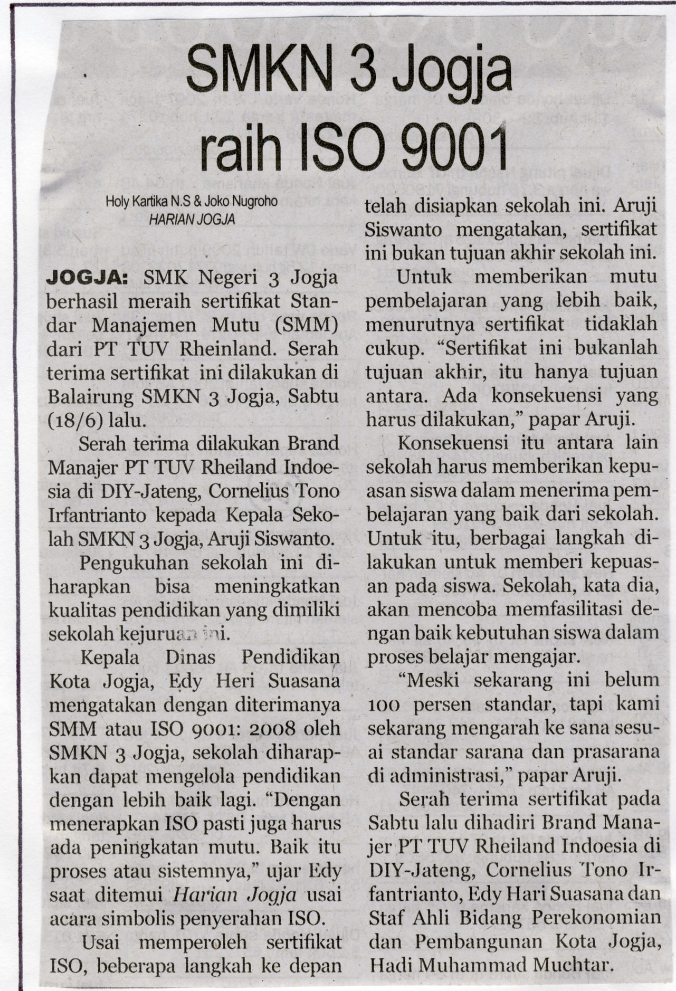 SMKN 3 Jogja
raih ISO 9001
Holy Kartika N.S & Joko Nugroho
HARIAN JOGJA
JOGJA: SMK Negeri 3 Jogja
berhasil meraih sertifikat Stan-
dar Manajemen Mutu (SMM)
dari PT TUV Rheinland. Serah
terima sertifikat ini dilakukan di
Balairung SMKN 3 Jogja, Sabtu
(18/6) lalu.
Serah terima dilakukan Brand
Manajer PT TUV Rheiland Indoe-
sia di DIY-Jateng, Cornelius Tono
Irfantrianto kepada Kepala Seko-
lah SMKN 3 Jogja, Aruji Siswanto.
Pengukuhan sekolah ini di-
harapkan bisa meningkatkan
kualitas pendidikan yang dimiliki
sekolah kejuruan ini.
Kepala Dinas Pendidikan
Kota Jogja, Edy Heri Suasana
mengatakan dengan diterimanya
SMM atau ISO 9001: 2008 oleh
SMKN 3 Jogja, sekolah diharap-
kan dapat mengelola pendidikan
dengan lebih baik lagi. “Dengan
menerapkan ISO pasti juga harus
ada peningkatan mutu. Baik itu
proses atau sistemnya,” ujar Edy
saat ditemui Harian Jogja usai
acara simbolis penyerahan ISO.
Usai memperoleh sertifikat
ISO, beberapa langkah ke depan
telah disiapkan sekolah ini. Aruji
Siswanto mengatakan, sertifikat
ini bukan tujuan akhir sekolah ini.
Untuk memberikan mutu
pembelajaran yang lebih baik,
menurutnya sertifikat tidaklah
cukup. “Sertifikat ini bukanlah
tujuan akhir, itu hanya tujuan
antara. Ada konsekuensi yang
harus dilakukan,” papar Aruji.
Konsekuensi itu antara lain
sekolah harus memberikan kepu-
asan siswa dalam menerima pem-
belajaran yang baik dari sekolah.
Untuk itu, berbagai langkah di-
lakukan untuk memberi kepuas-
an pada siswa. Sekolah, kata dia,
akan mencoba memfasilitasi de-
ngan baik kebutuhan siswa dalam
proses belajar mengajar.
“Meski sekarang ini belum
100 persen standar, tapi kami
sekarang mengarah ke sana sesu-
ai standar sarana dan prasarana
di administrasi,” papar Aruji.
Serah terima sertifikat pada
Sabtu lalu dihadiri Brand Mana-
jer PT TUV Rheiland Indoesia di
DIY-Jateng, Cornelius Tono Ir-
fantrianto, Edy Hari Suasana dan
Staf Ahli Bidang Perekonomian
dan Pembangunan Kota Jogja,
Hadi Muhammad Muchtar.